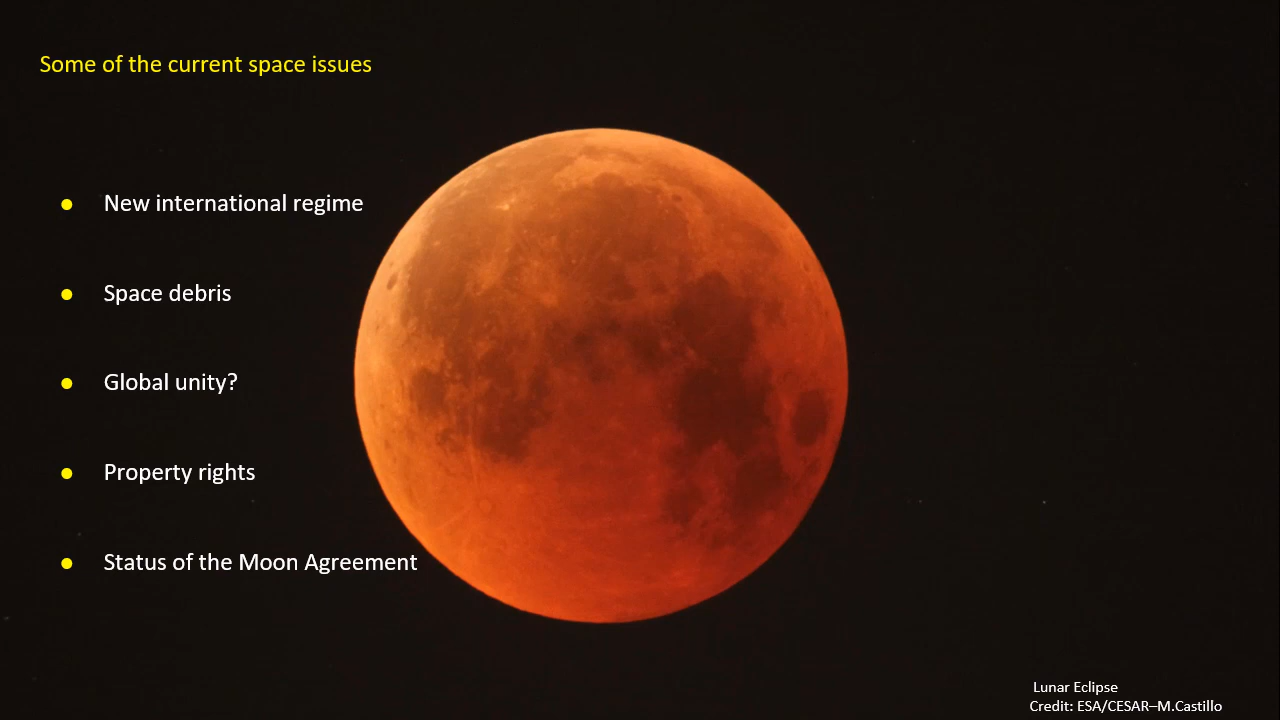 Some of the current space issues
● New international regime
● Space debris
● Global unity?
● Property rights
● Status of the Moon Agreement
Lunar Eclipse
Credit: ESA/CESAR–M.Castillo